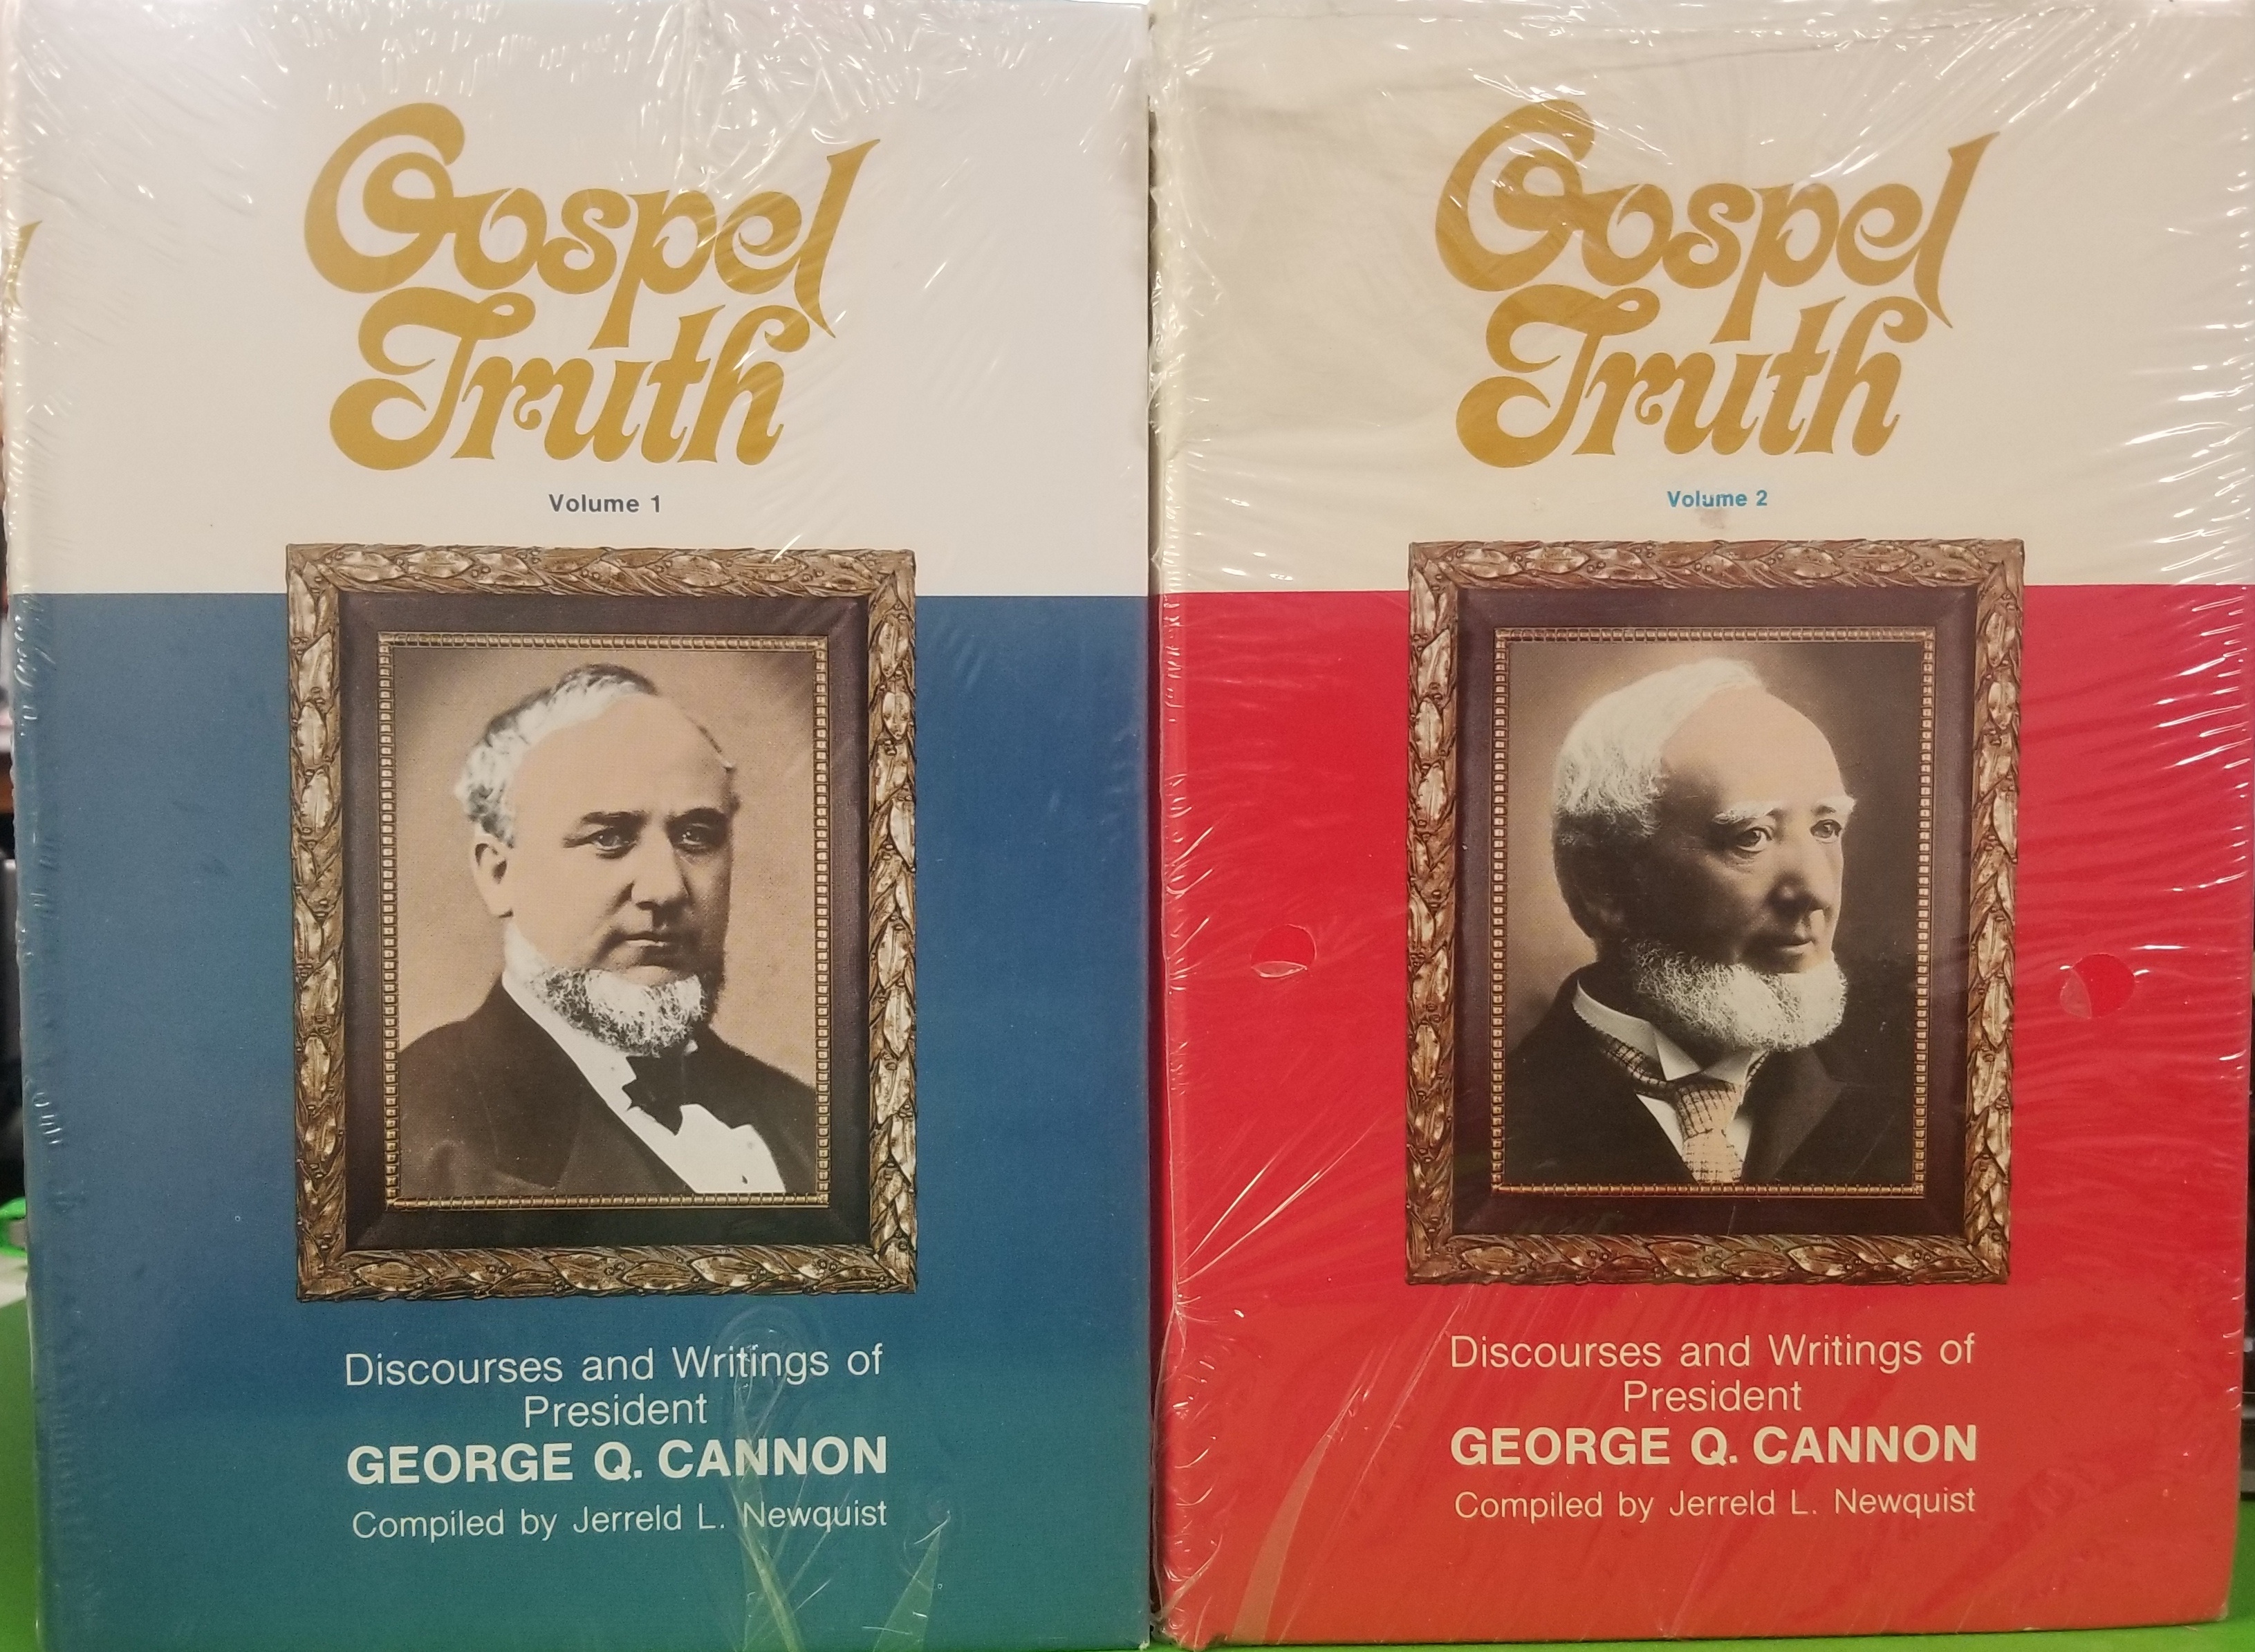 Gospel
Truth
Volume 1
Discourses and Writings of
President
GEORGE Q. CANNON
Compiled by Jerreld L. Newquist
Gospel
Truth
Volume 2
Discourses and Writings of
President
GEORGE Q. CANNON
Compiled by Jerreld L. Newquist